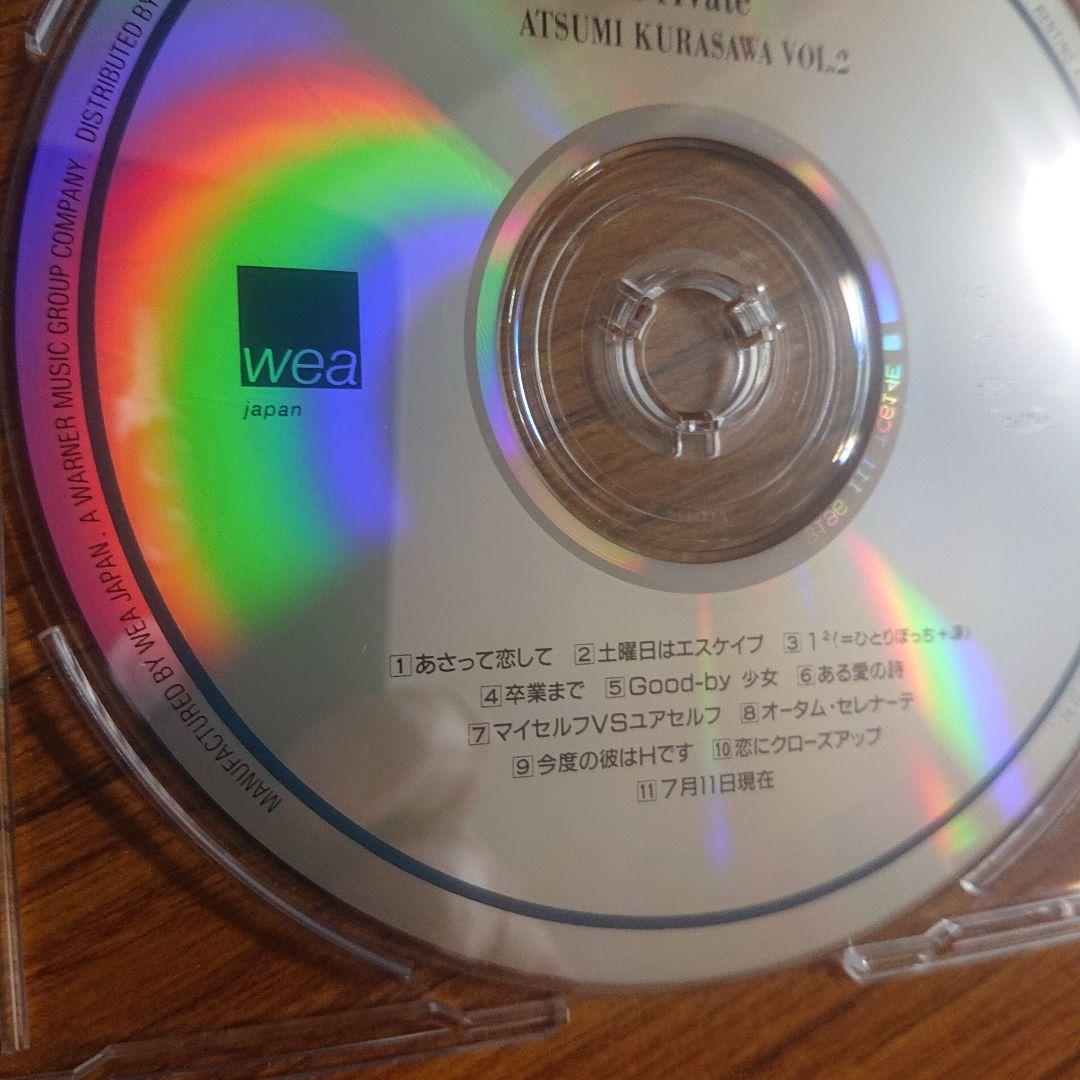 ATSUMI KURASAWA VOL.2
wea
japan
MANUFACTURED BY WEA JAPAN. A WARNER MUSIC GROUP COMPANY. DISTRIBUTED BY
1 あさって恋して 2 土曜日はエスケイプ 3 1²(=ひとりぼっち+涙)
4 卒業まで 5 Good-by 少女 6 ある愛の詩
7 マイセルフVSユアセルフ 8 オータム・セレナーデ
9 今度の彼はHです 10 恋にクローズアップ
11 7月11日現在